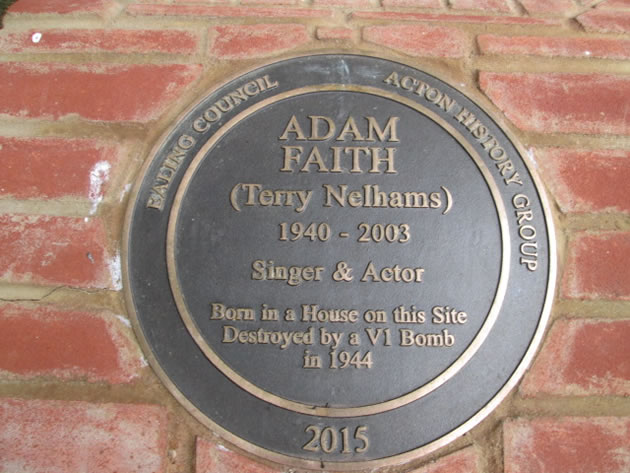 EALING COUNCIL
ACTON HISTORY GROUP
ADAM
FAITH
(Terry Nelhams)
1940 - 2003
Singer & Actor
Born in a House on this Site
Destroyed by a V1 Bomb
in 1944
2015